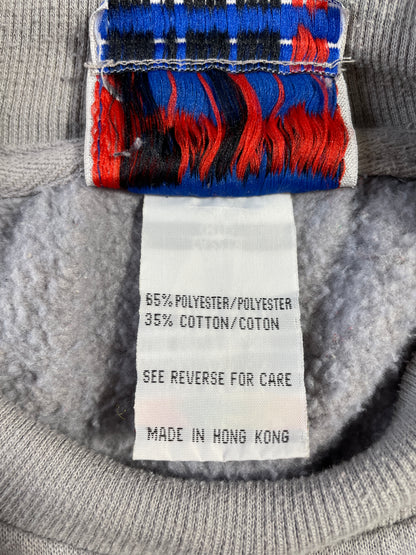 65% POLYESTER/POLYESTER
35% COTTON/COTON
SEE REVERSE FOR CARE
MADE IN HONG KONG